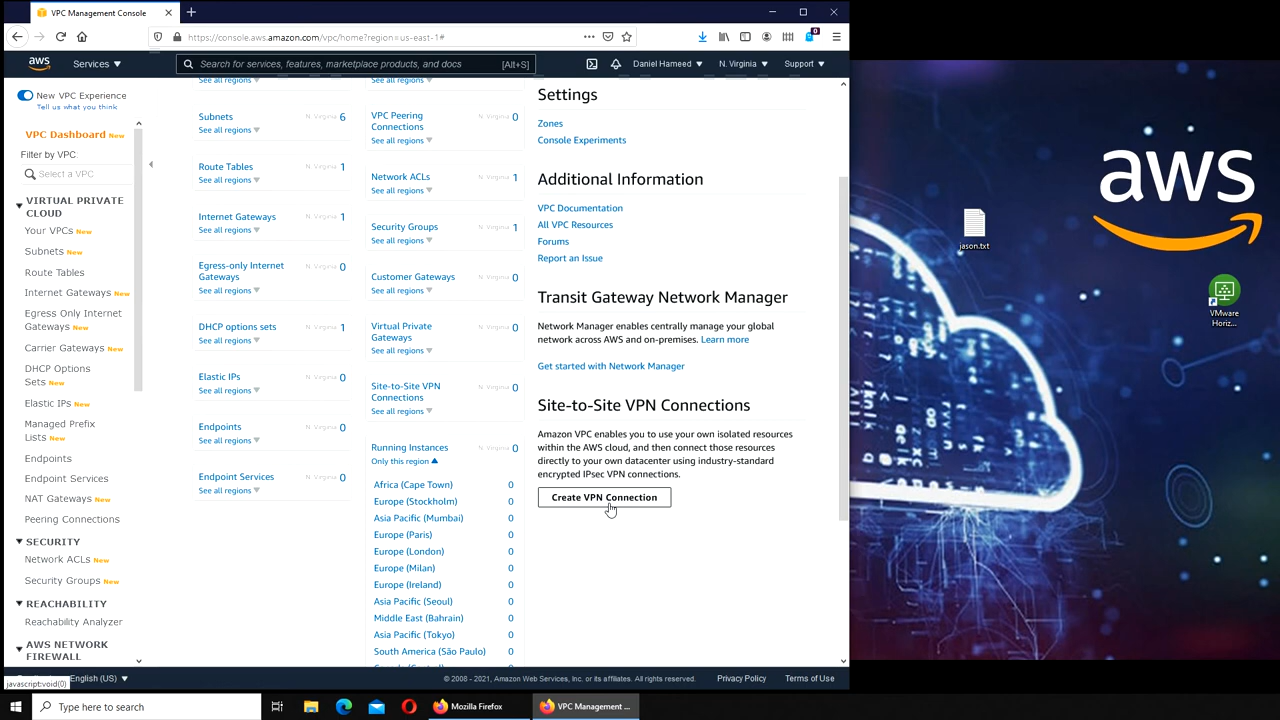 VPC Management Console
https://console.aws.amazon.com/vpc/home?region=us-east-1#
0
aws
Services
Search for services, features, marketplace products, and docs
[Alt+S]
Daniel Hameed
N. Virginia
Support
New VPC Experience
Tell us what you think
VPC Dashboard New
Filter by VPC:
Select a VPC
VIRTUAL PRIVATE
CLOUD
Your VPCs New
Subnets New
Route Tables
Internet Gateways New
Egress Only Internet
Gateways New
Carrier Gateways New
DHCP Options
Sets New
Elastic IPs New
Managed Prefix
Lists New
Endpoints
Endpoint Services
NAT Gateways New
Peering Connections
SECURITY
Network ACLs New
Security Groups New
REACHABILITY
Reachability Analyzer
AWS NETWORK
FIREWALL
See all regions
Subnets N. Virginia 6
See all regions
Route Tables N. Virginia 1
See all regions
Internet Gateways N. Virginia 1
See all regions
Egress-only Internet
Gateways N. Virginia 0
See all regions
DHCP options sets N. Virginia 1
See all regions
Elastic IPs N. Virginia 0
See all regions
Endpoints N. Virginia 0
See all regions
Endpoint Services N. Virginia 0
See all regions
See all regions
VPC Peering
Connections N. Virginia 0
See all regions
Network ACLs N. Virginia 1
See all regions
Security Groups N. Virginia 1
See all regions
Customer Gateways N. Virginia 0
See all regions
Virtual Private
Gateways N. Virginia 0
See all regions
Site-to-Site VPN
Connections N. Virginia 0
See all regions
Running Instances N. Virginia 0
Only this region
Africa (Cape Town) 0
Europe (Stockholm) 0
Asia Pacific (Mumbai) 0
Europe (Paris) 0
Europe (London) 0
Europe (Milan) 0
Europe (Ireland) 0
Asia Pacific (Seoul) 0
Middle East (Bahrain) 0
Asia Pacific (Tokyo) 0
South America (São Paulo) 0
Settings
Zones
Console Experiments
Additional Information
VPC Documentation
All VPC Resources
Forums
Report an Issue
Transit Gateway Network Manager
Network Manager enables centrally manage your global
network across AWS and on-premises. Learn more
Get started with Network Manager
Site-to-Site VPN Connections
Amazon VPC enables you to use your own isolated resources
within the AWS cloud, and then connect those resources
directly to your own datacenter using industry-standard
encrypted IPsec VPN connections.
Create VPN Connection
javascript:void(0)
English (US)
© 2008 - 2021, Amazon Web Services, Inc. or its affiliates. All rights reserved.
Privacy Policy
Terms of Use
aws
jason.txt
VMware
Horiz...
Type here to search
Mozilla Firefox
VPC Management ...